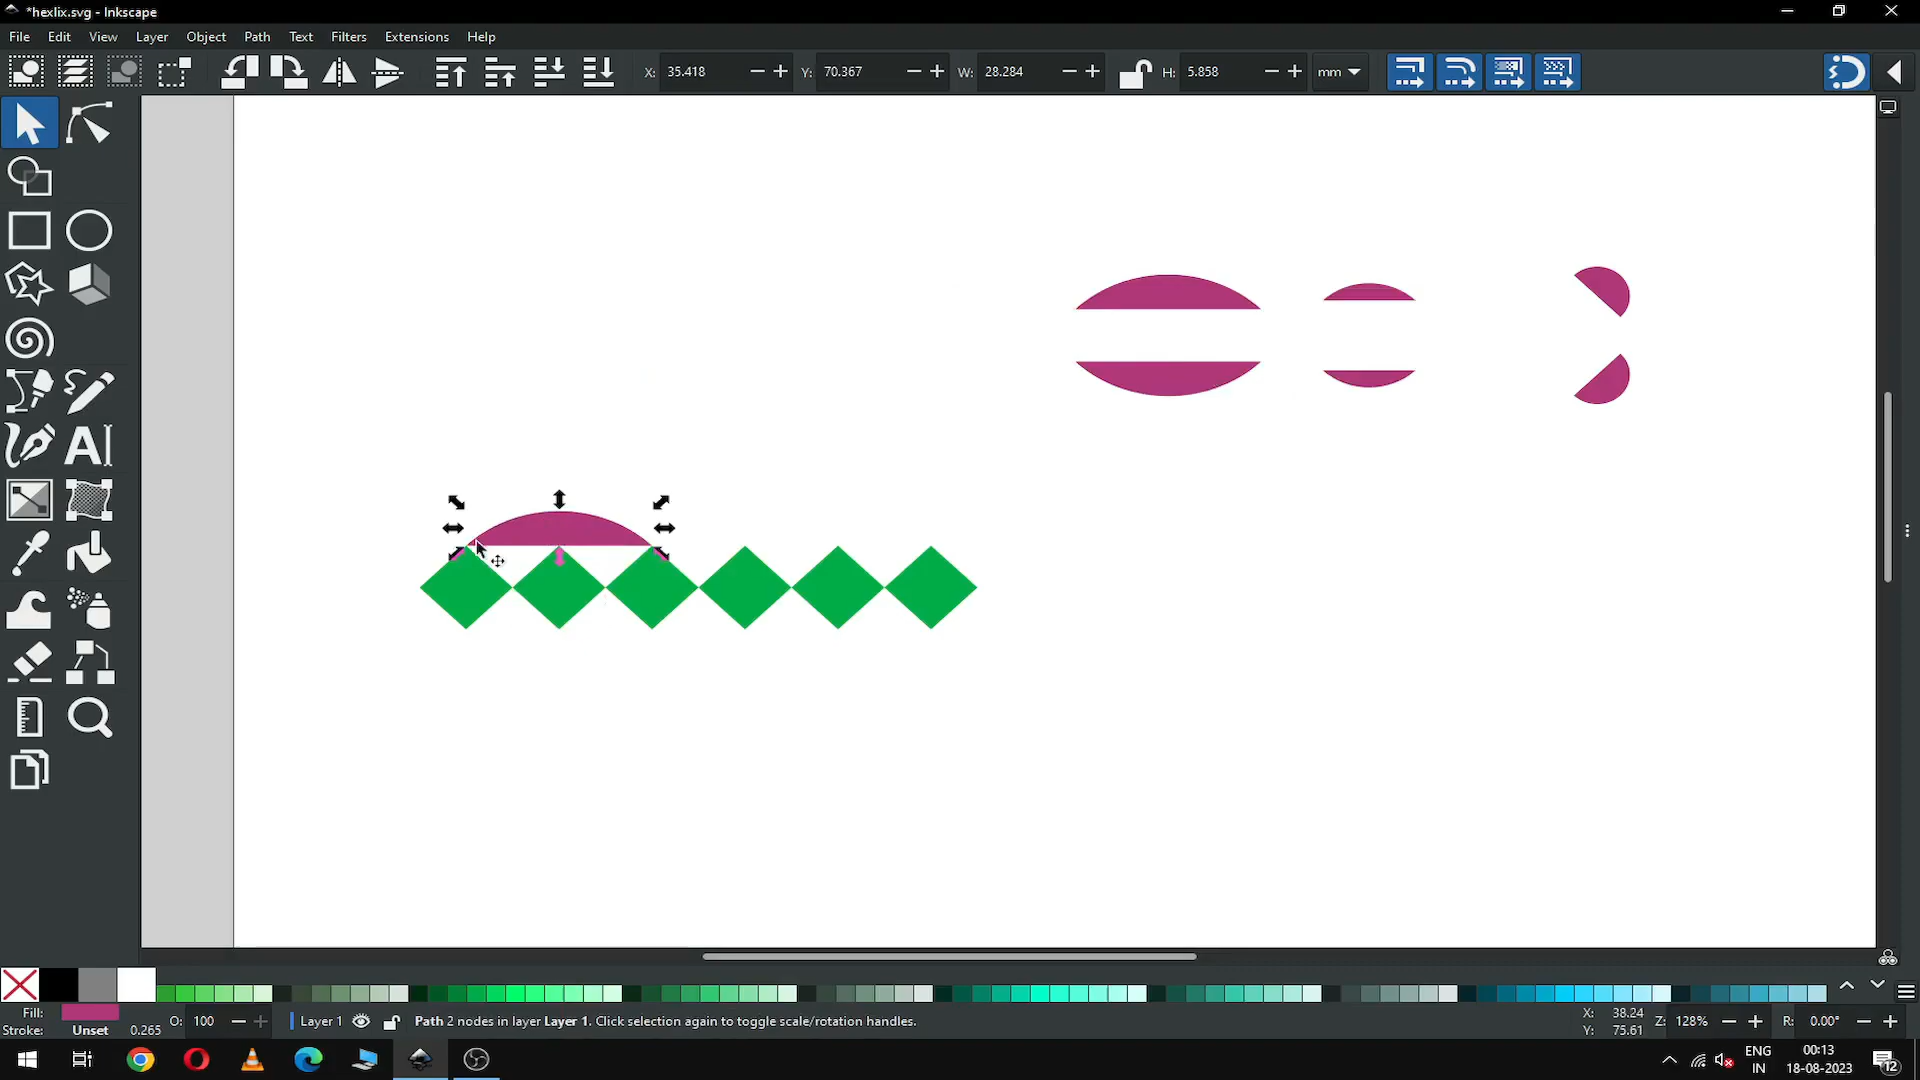 *hexlix.svg - Inkscape
File Edit View Layer Object Path Text Filters Extensions Help
X: 35.418 Y: 70.367 W: 28.284 H: 5.858 mm
Fill:
Stroke: Unset 0.265 O: 100 Layer 1 Path 2 nodes in layer Layer 1. Click selection again to toggle scale/rotation handles.
X: 38.24
Y: 75.61
Z: 128% R: 0.00°
ENG
IN
00:13
18-08-2023
12